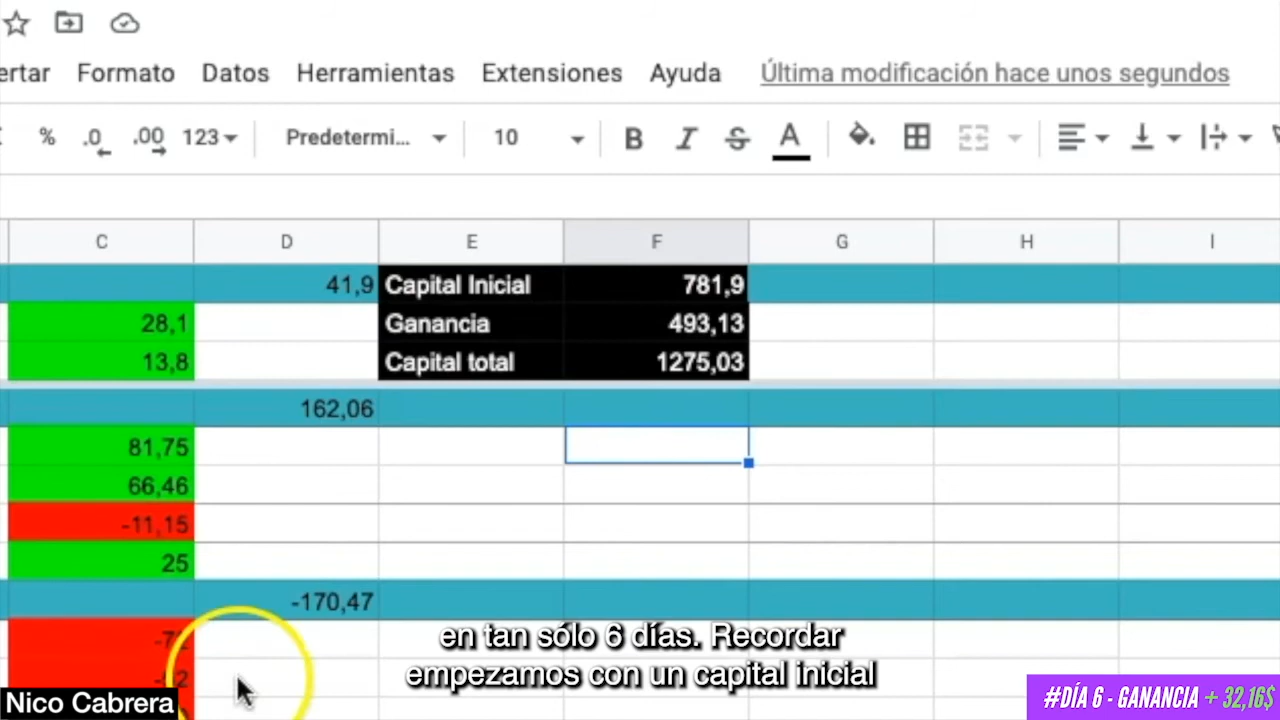 ertar Formato Datos Herramientas Extensiones Ayuda Última modificación hace unos segundos
% .0 .00 123 Predetermi... 10 B I S A
C D E F G H I
41,9 Capital Inicial 781,9
28,1 Ganancia 493,13
13,8 Capital total 1275,03
162,06
81,75
66,46
-11,15
25
-170,47
en tan sólo 6 días. Recordar
empezamos con un capital inicial
Nico Cabrera
#DÍA 6 - GANANCIA + 32,16$